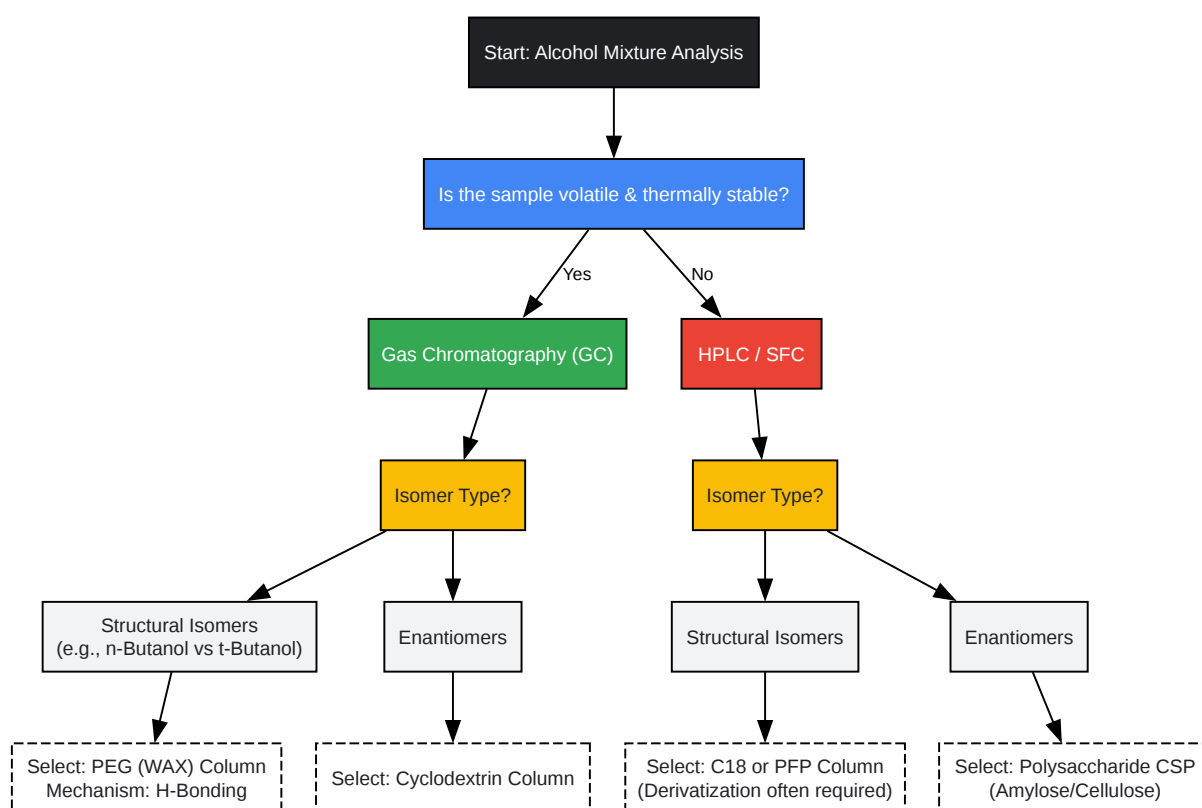 Start: Alcohol Mixture Analysis
Is the sample volatile & thermally stable?
Yes
No
Gas Chromatography (GC)
HPLC / SFC
Isomer Type?
Isomer Type?
Structural Isomers
(e.g., n-Butanol vs t-Butanol)
Enantiomers
Structural Isomers
Enantiomers
Select: PEG (WAX) Column
Mechanism: H-Bonding
Select: Cyclodextrin Column
Select: C18 or PFP Column
(Derivatization often required)
Select: Polysaccharide CSP
(Amylose/Cellulose)